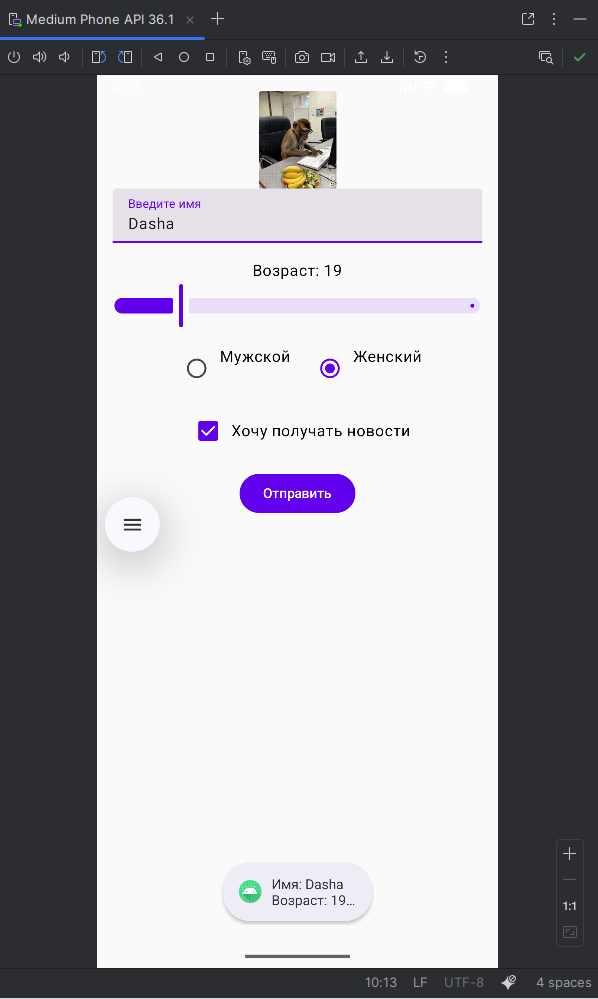 Medium Phone API 36.1
Введите имя
Dasha
Возраст: 19
Мужской Женский
Хочу получать новости
Отправить
Имя: Dasha
Возраст: 19…
1:1
10:13 LF UTF-8 4 spaces